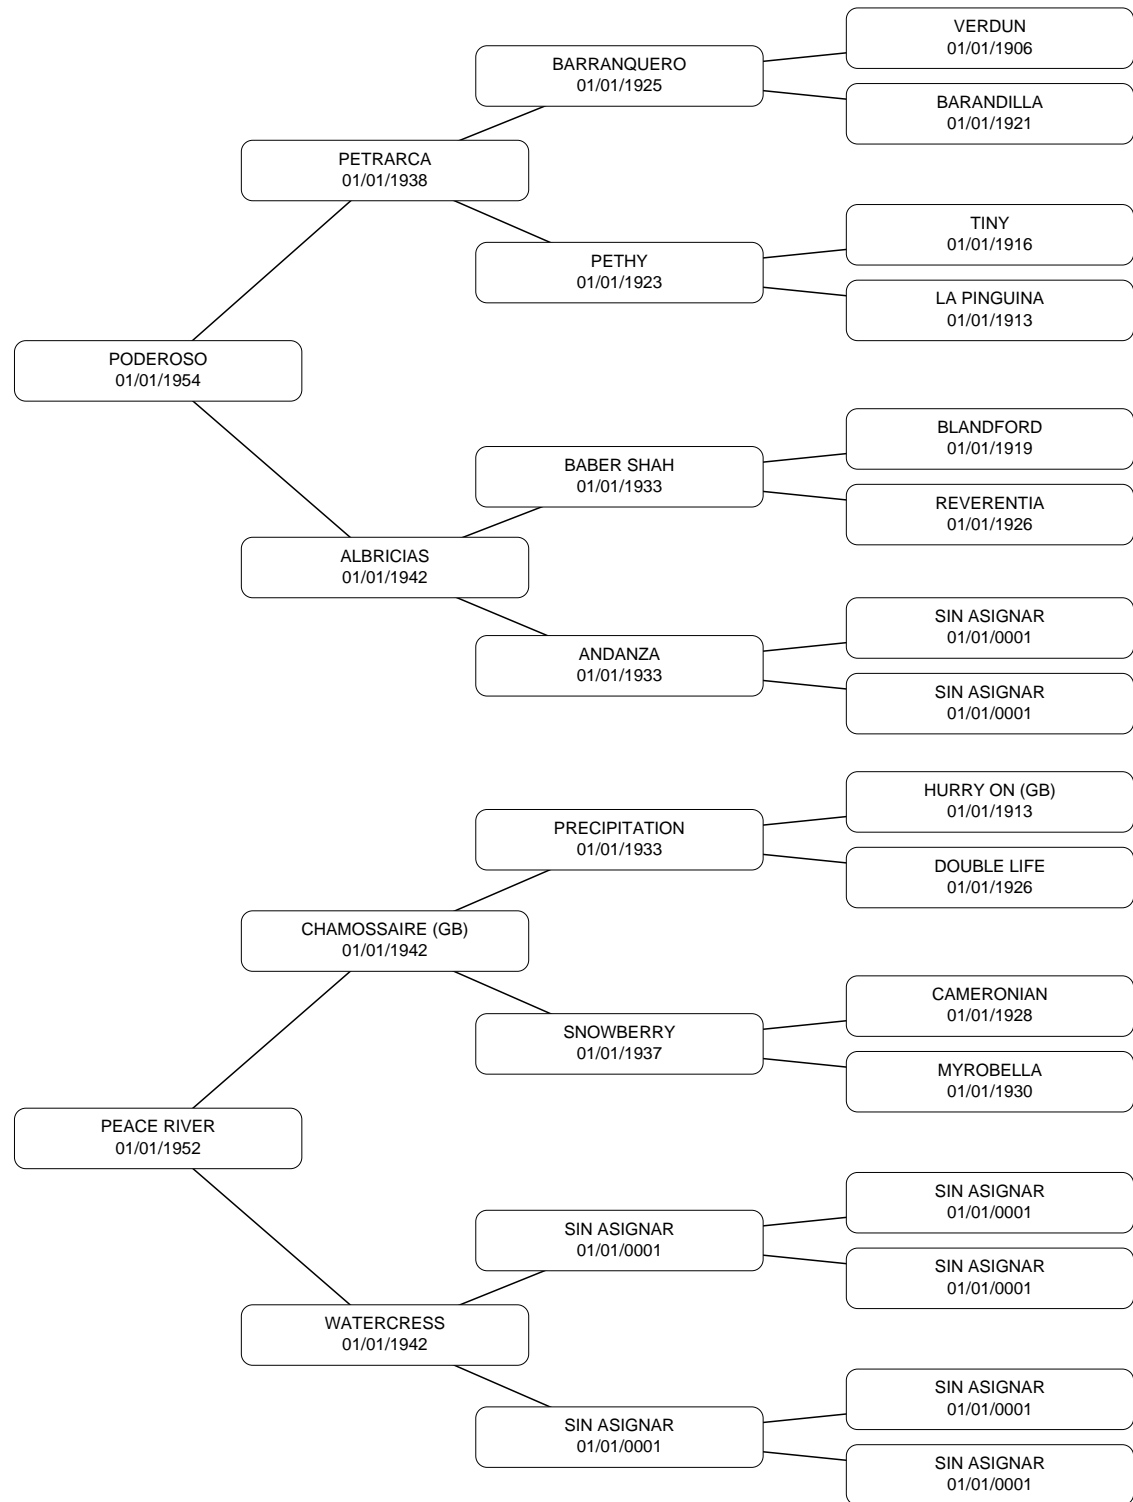 VERDUN
01/01/1906
BARRANQUERO
01/01/1925
BARANDILLA
01/01/1921
PETRARCA
01/01/1938
TINY
01/01/1916
PETHY
01/01/1923
LA PINGUINA
01/01/1913
PODEROSO
01/01/1954
BLANDFORD
01/01/1919
BABER SHAH
01/01/1933
REVERENTIA
01/01/1926
ALBRICIAS
01/01/1942
SIN ASIGNAR
01/01/0001
ANDANZA
01/01/1933
SIN ASIGNAR
01/01/0001
HURRY ON (GB)
01/01/1913
PRECIPITATION
01/01/1933
DOUBLE LIFE
01/01/1926
CHAMOSSAIRE (GB)
01/01/1942
CAMERONIAN
01/01/1928
SNOWBERRY
01/01/1937
MYROBELLA
01/01/1930
PEACE RIVER
01/01/1952
SIN ASIGNAR
01/01/0001
SIN ASIGNAR
01/01/0001
SIN ASIGNAR
01/01/0001
WATERCRESS
01/01/1942
SIN ASIGNAR
01/01/0001
SIN ASIGNAR
01/01/0001
SIN ASIGNAR
01/01/0001